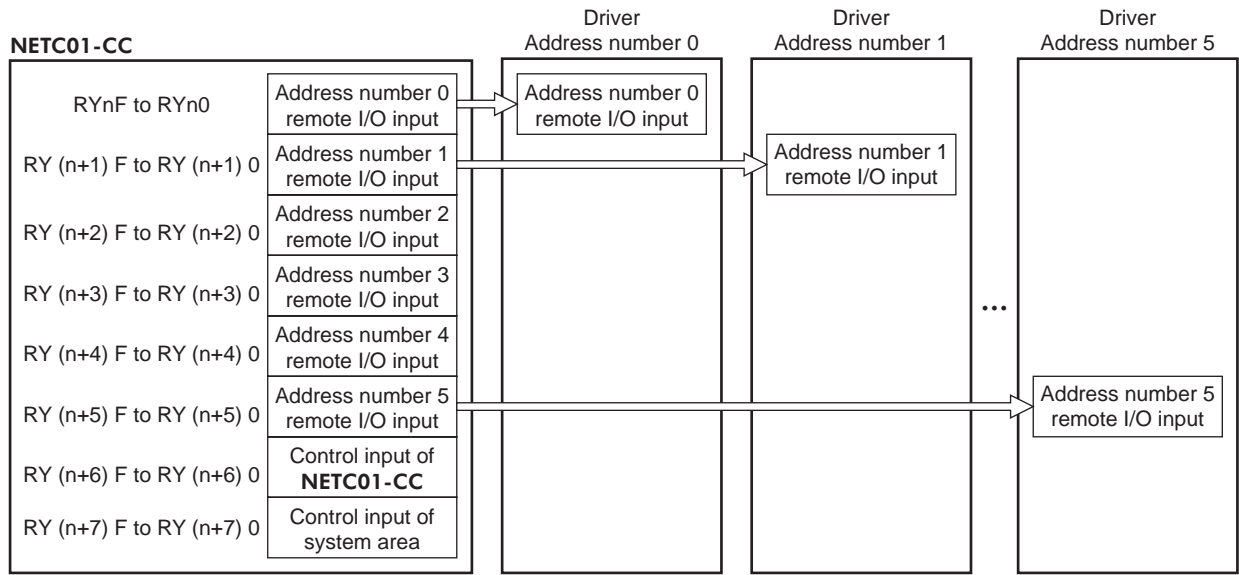 NETC01-CC
Driver
Address number 0
Driver
Address number 1
Driver
Address number 5
RYnF to RYn0
Address number 0
remote I/O input
Address number 0
remote I/O input
RY (n+1) F to RY (n+1) 0
Address number 1
remote I/O input
Address number 1
remote I/O input
RY (n+2) F to RY (n+2) 0
Address number 2
remote I/O input
RY (n+3) F to RY (n+3) 0
Address number 3
remote I/O input
...
RY (n+4) F to RY (n+4) 0
Address number 4
remote I/O input
RY (n+5) F to RY (n+5) 0
Address number 5
remote I/O input
Address number 5
remote I/O input
RY (n+6) F to RY (n+6) 0
Control input of
NETC01-CC
RY (n+7) F to RY (n+7) 0
Control input of
system area